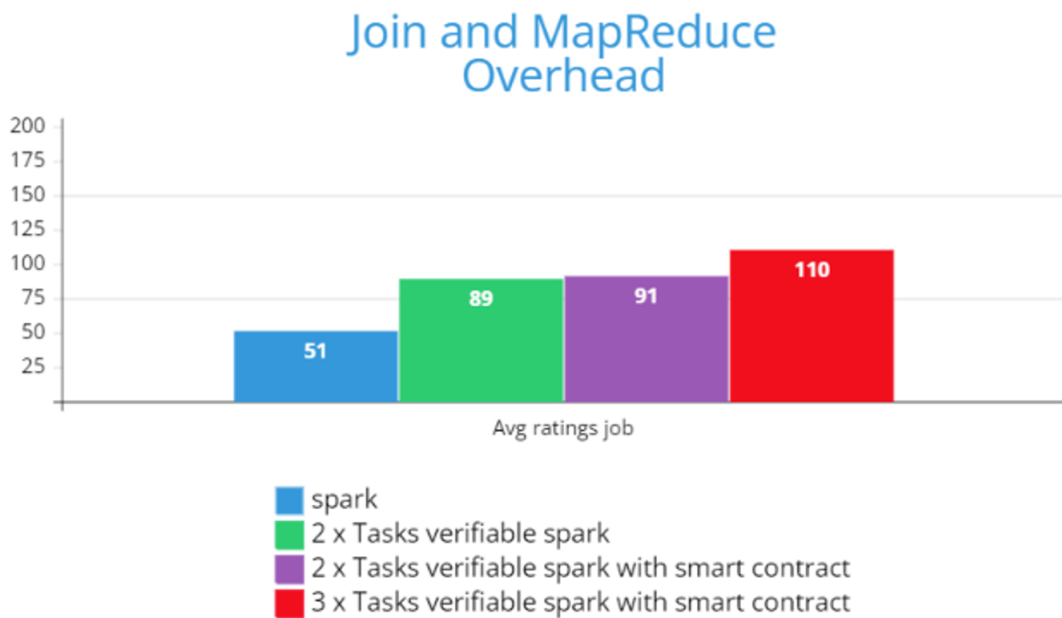 Join and MapReduce
Overhead
200
175
150
125
100
75
50
25
51
89
91
110
Avg ratings job
spark
2 x Tasks verifiable spark
2 x Tasks verifiable spark with smart contract
3 x Tasks verifiable spark with smart contract